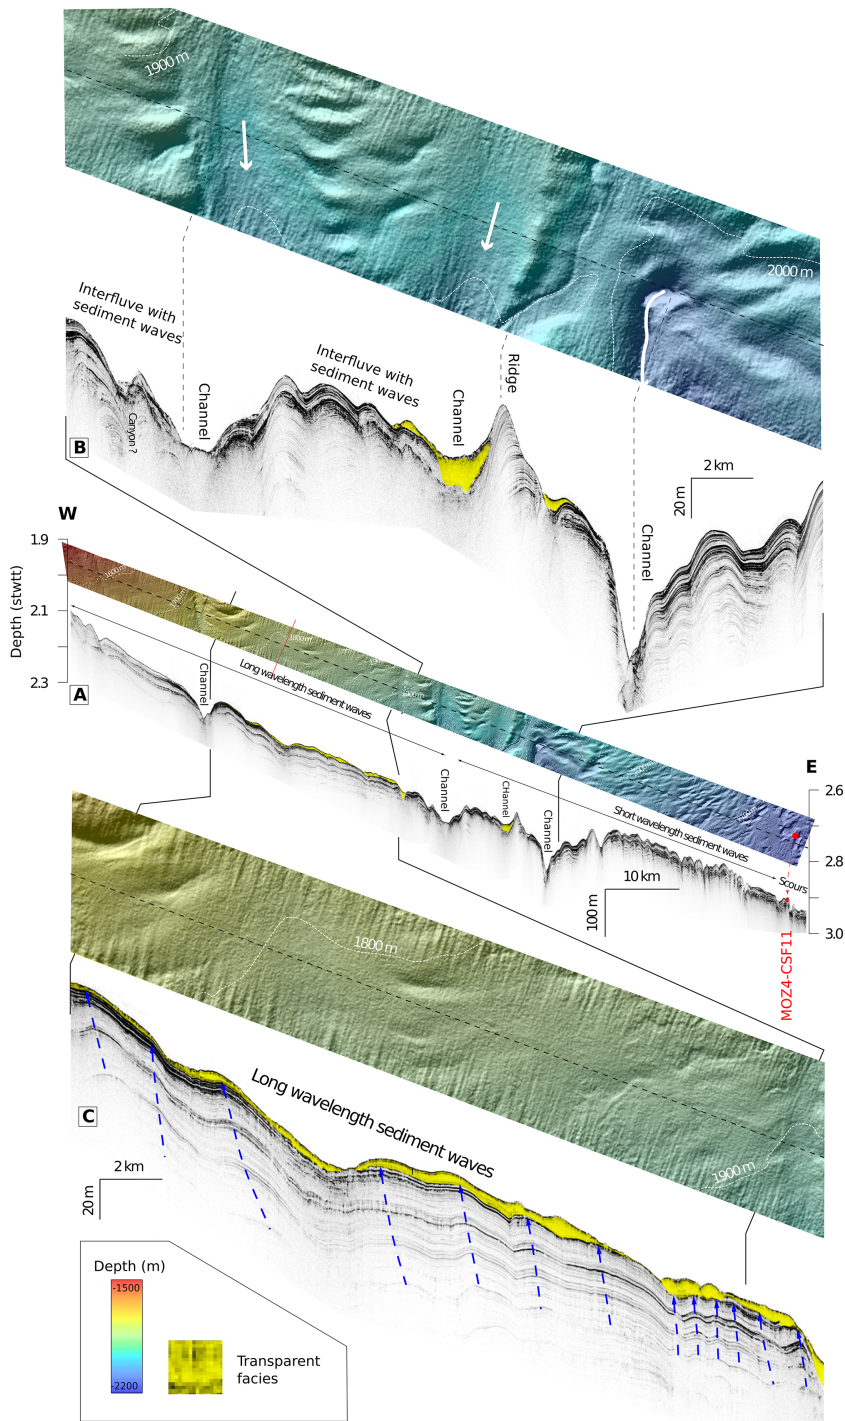 1900 m
2000 m
Interfluve with
sediment waves
Interfluve with
sediment waves
Ridge
Channel
Channel
Canyon ?
B
Channel
2 km
20 m
W
1.9
Depth (stwtt)
2.1
2.3
1600 m
1700 m
1800 m
Long wavelength sediment waves
A
Channel
E
2.6
Channel
CHannel
Channel
Short wavelength sediment waves
2.8
Scours
10 km
100 m
3.0
MOZ4-CSF11
1800 m
Long wavelength sediment waves
C
2 km
20 m
1900 m
Depth (m)
-1500
-2200
Transparent
facies